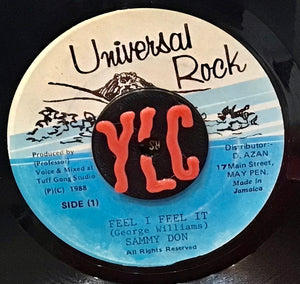 Universal
Rock
YLC
SH
Produced by
(Professor)
Voice & Mixed at
Tuff Gong Studio
(P)(C) 1988
SIDE (1)
Distributor:-
D. AZAN
17 Main Street,
MAY PEN.
Made in
Jamaica
FEEL I FEEL IT
(George Williams)
SAMMY DON
All Rights Reserved